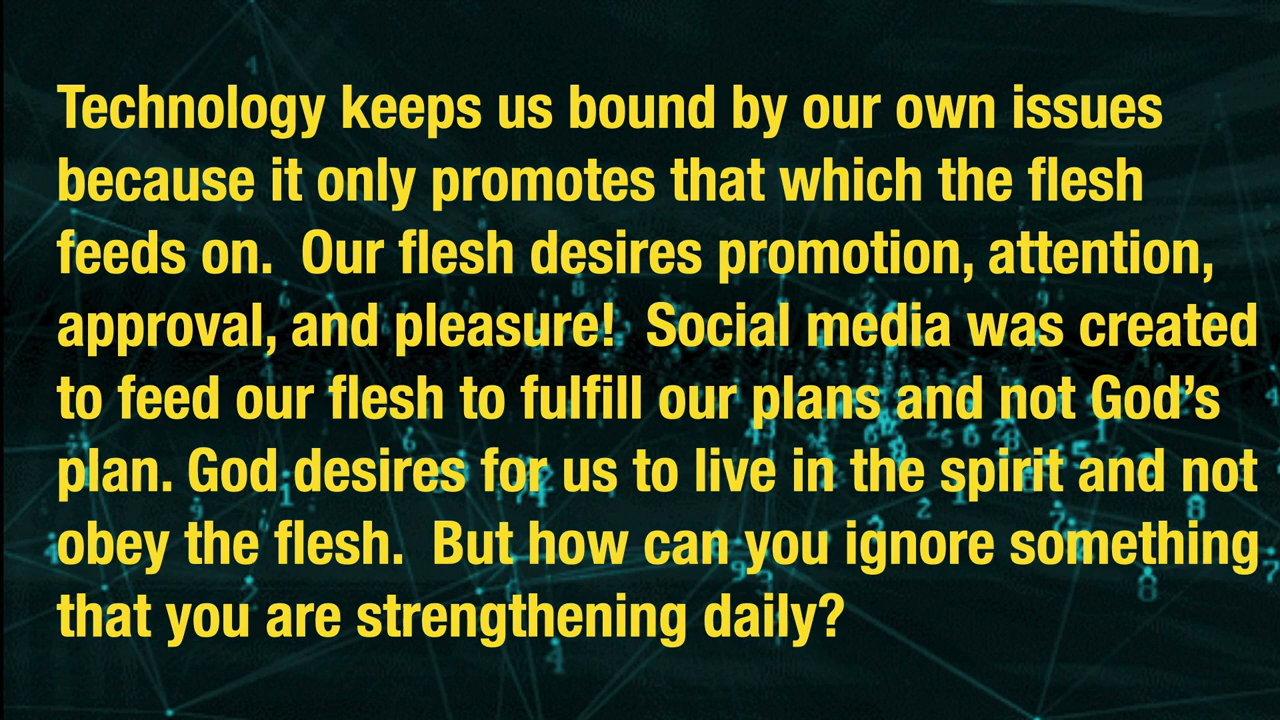 Technology keeps us bound by our own issues
because it only promotes that which the flesh
feeds on.  Our flesh desires promotion, attention,
approval, and pleasure!  Social media was created
to feed our flesh to fulfill our plans and not God’s
plan. God desires for us to live in the spirit and not
obey the flesh.  But how can you ignore something
that you are strengthening daily?